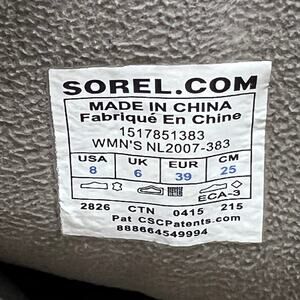 SOREL.COM
MADE IN CHINA
Fabriqué En Chine
1517851383
WMN'S NL2007-383
USA UK EUR CM
8 6 39 25
ECA-3
2826 CTN 0415 215
Pat CSCPatents.com
888664549994